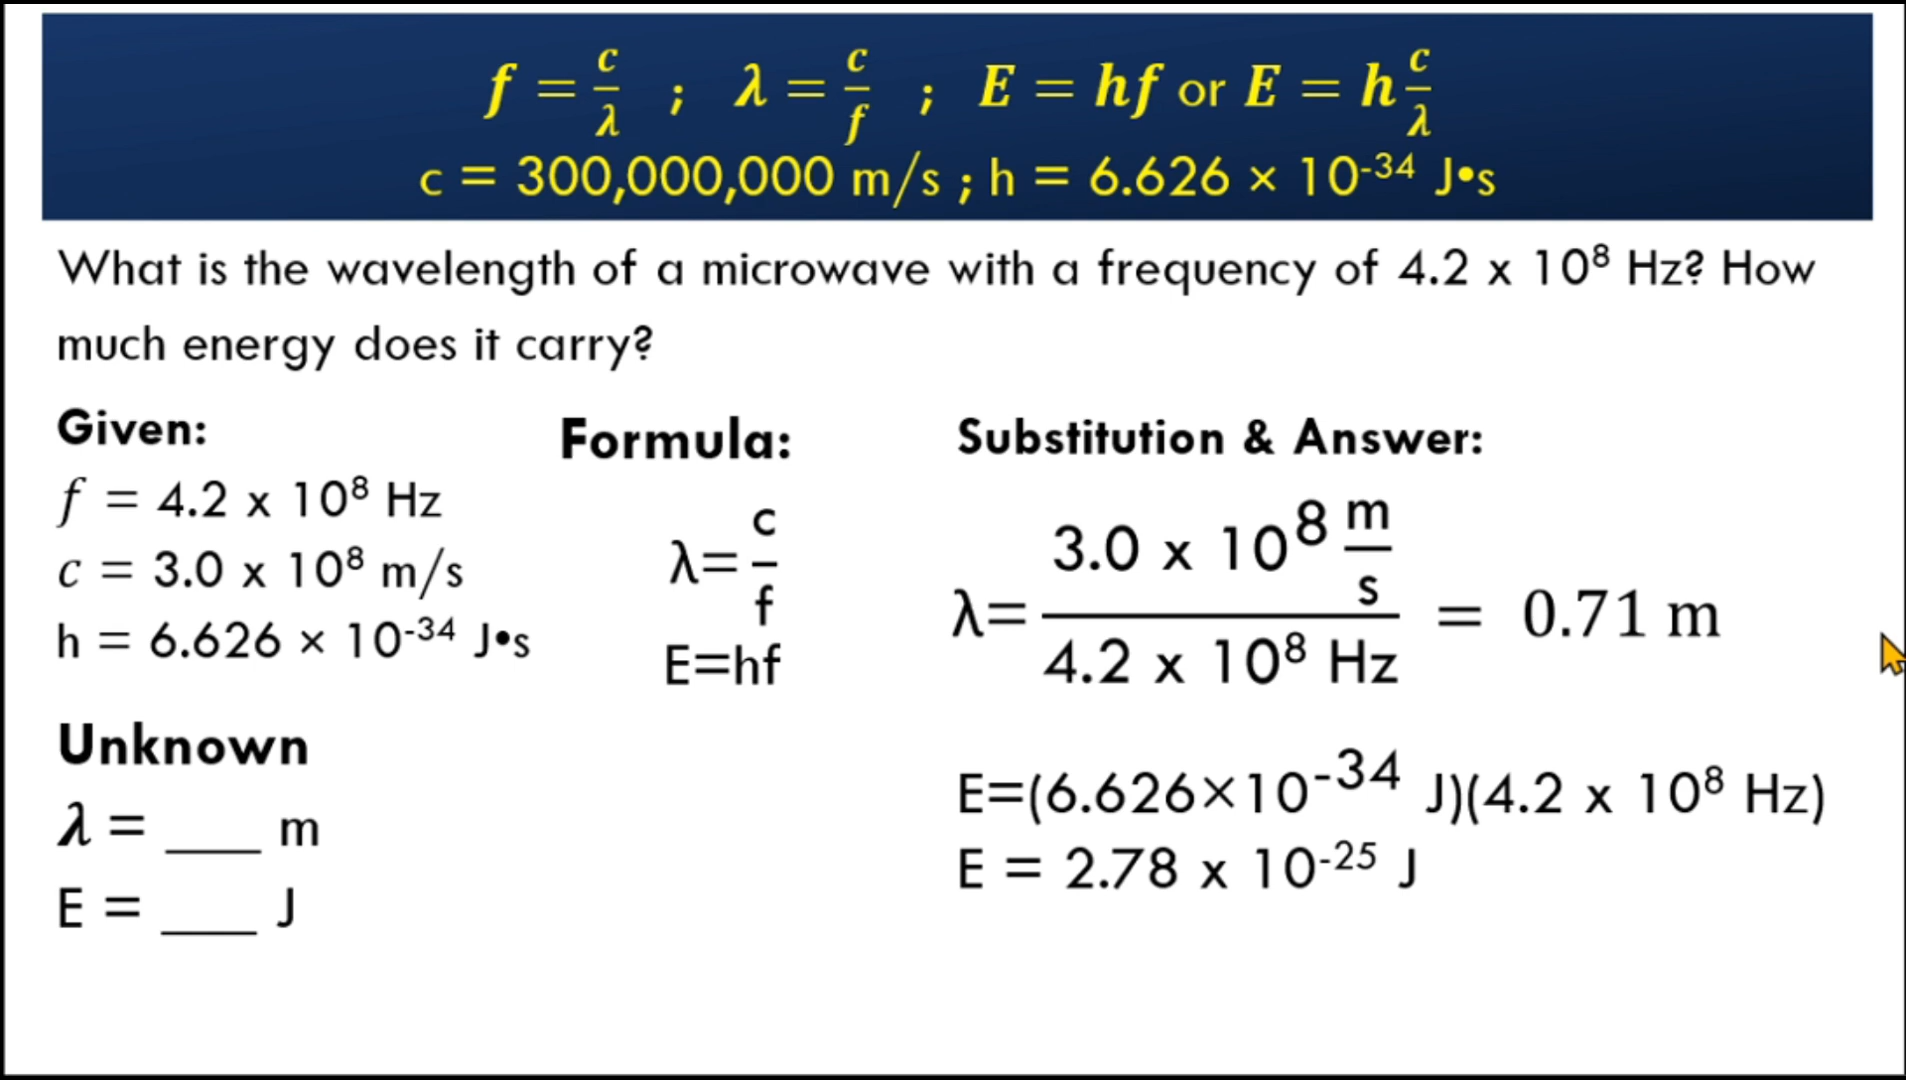 f = c/λ ; λ = c/f ; E = hf or E = h c/λ
c = 300,000,000 m/s ; h = 6.626 × 10⁻³⁴ J•s
What is the wavelength of a microwave with a frequency of 4.2 x 10⁸ Hz? How
much energy does it carry?
Given:
f = 4.2 x 10⁸ Hz
c = 3.0 x 10⁸ m/s
h = 6.626 × 10⁻³⁴ J•s
Unknown
λ = ___ m
E = ___ J
Formula:
λ= c/f
E=hf
Substitution & Answer:
λ= 3.0 x 10⁸ m/s / 4.2 x 10⁸ Hz = 0.71 m
E=(6.626×10⁻³⁴ J)(4.2 x 10⁸ Hz)
E = 2.78 x 10⁻²⁵ J